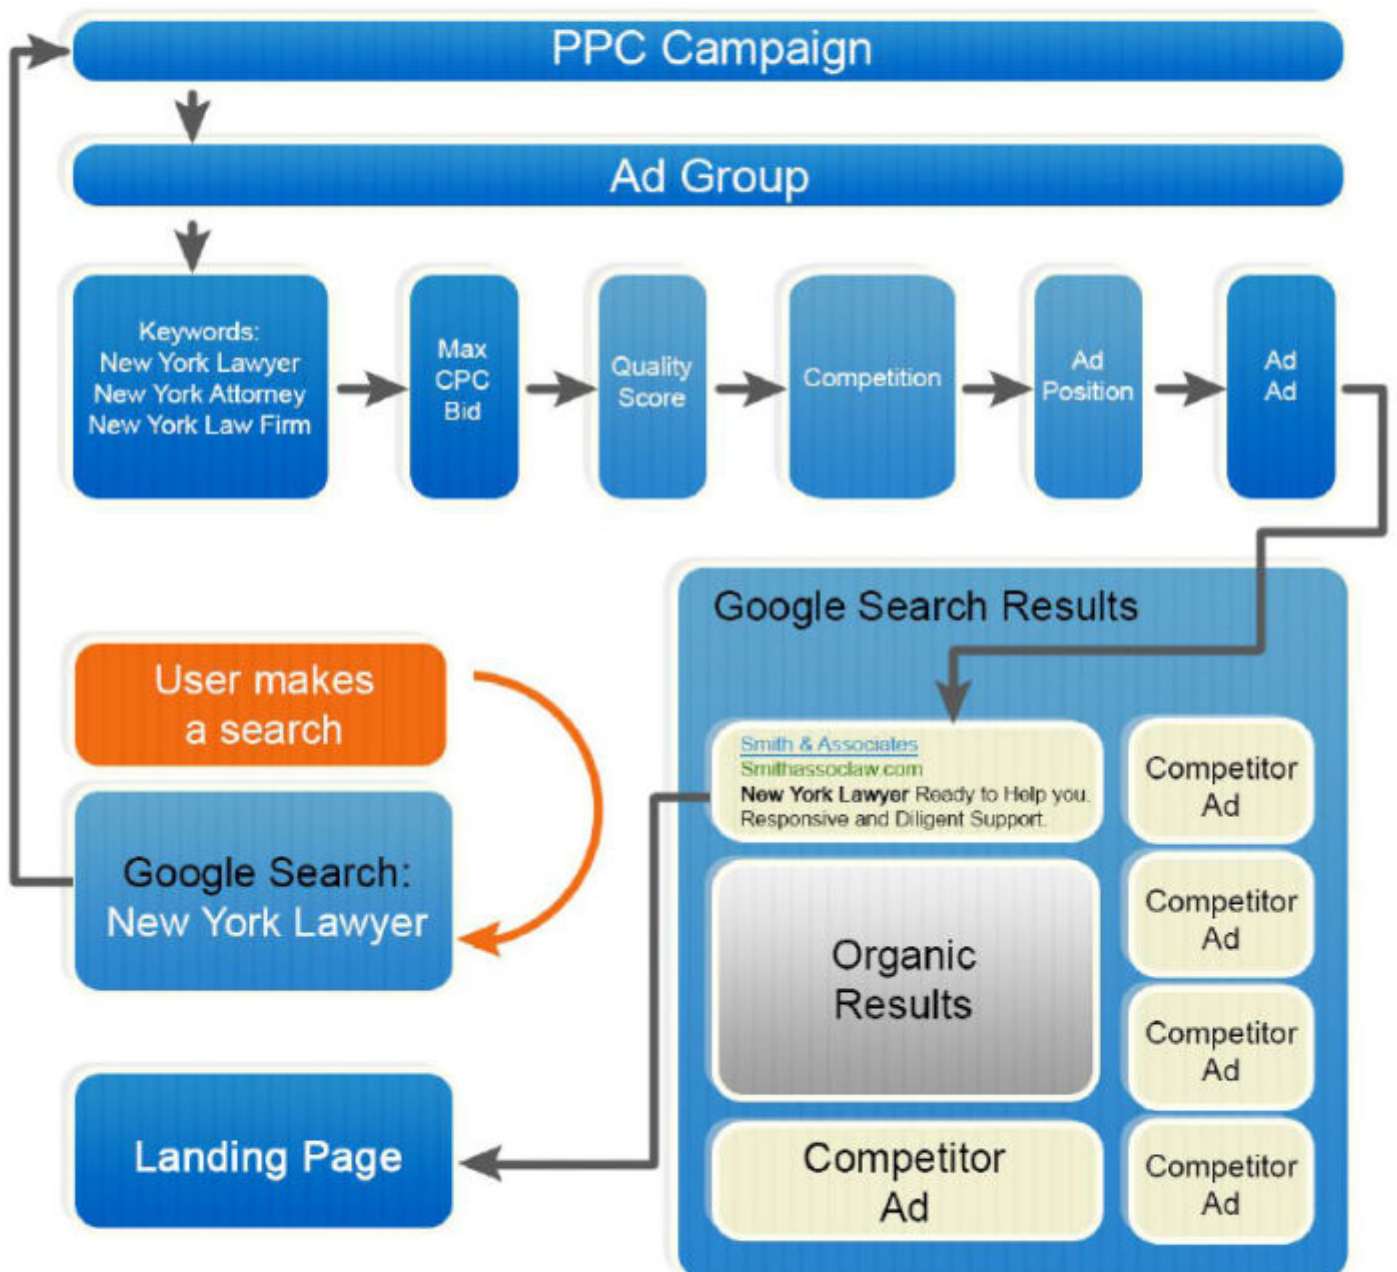 PPC Campaign
Ad Group
Keywords:
New York Lawyer
New York Attorney
New York Law Firm
Max
CPC
Bid
Quality
Score
Competition
Ad
Position
Ad
Ad
User makes
a search
Google Search:
New York Lawyer
Landing Page
Google Search Results
Smith & Associates
Smithassoclaw.com
New York Lawyer Ready to Help you.
Responsive and Diligent Support.
Organic
Results
Competitor
Ad
Competitor
Ad
Competitor
Ad
Competitor
Ad
Competitor
Ad